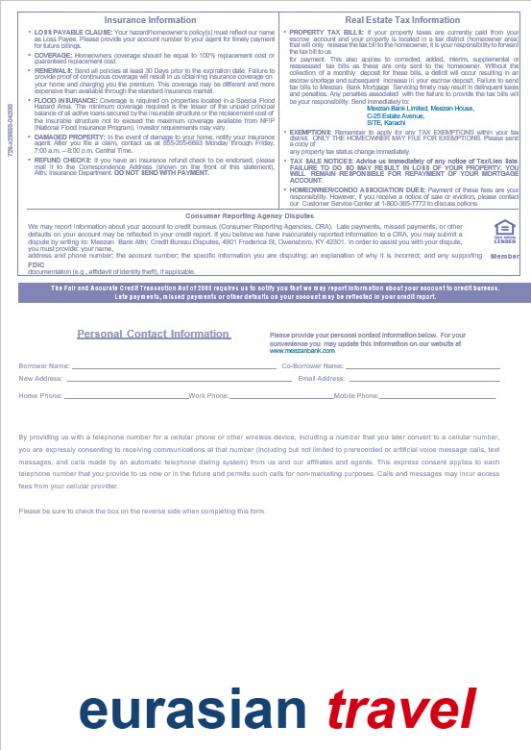 Insurance Information
• LOSS PAYABLE CLAUSE: Your hazard/homeowner's policy(s) must reflect our name
as Loss Payee. Please provide your account number to your agent for timely payment
for future billings.
• COVERAGE: Homeowners coverage should be equal to 100% replacement cost or
guaranteed replacement cost.
• RENEWALS: Send all policies at least 30 Days prior to the expiration date. Failure to
provide proof of continuous coverage will result in us obtaining insurance coverage on
your home and charging you the premium. This coverage may be different and more
expensive than available through the standard insurance market.
• FLOOD INSURANCE: Coverage is required on properties located in a Special Flood
Hazard Area. The minimum coverage required is the lesser of the unpaid principal
balance of all active loans secured by the insurable structure or the replacement cost of
the insurable structure not to exceed the maximum coverage available from NFIP
(National Flood Insurance Program). Investor requirements may vary.
• DAMAGED PROPERTY: In the event of damage to your home, notify your insurance
agent. After you file a claim, contact us at 855-205-6683 Monday through Friday,
7:00 a.m. – 8:00 p.m. Central Time.
• REFUND CHECKS: If you have an insurance refund check to be endorsed, please
mail it to the Correspondence Address (shown on the front of this statement),
Attn: Insurance Department. DO NOT SEND WITH PAYMENT.
Real Estate Tax Information
• PROPERTY TAX BILLS: If your property taxes are currently paid from your
escrow account and your property is located in a tax district (homeowner area)
that will only release the tax bill to the homeowner, it is your responsibility to forward
the tax bill to us
for payment. This also applies to corrected, added, interim, supplemental or
reassessed tax bills as these are only sent to the homeowner. Without the
collection of a monthly deposit for these bills, a deficit will occur resulting in an
escrow shortage and subsequent increase in your escrow deposit. Failure to send
tax bills to Meezan Bank Mortgage Servicing timely may result in delinquent taxes
and penalties. Any penalties associated with the failure to provide the tax bills will
be your responsibility. Send immediately to:
Meezan Bank Limited, Meezan House,
C-25 Estate Avenue,
SITE, Karachi
• EXEMPTIONS: Remember to apply for any TAX EXEMPTIONS within your tax
district. ONLY THE HOMEOWNER MAY FILE FOR EXEMPTIONS. Please send
a copy of
any property tax status change immediately.
• TAX SALE NOTICES: Advise us immediately of any notice of Tax/Lien Sale.
FAILURE TO DO SO MAY RESULT IN LOSS OF YOUR PROPERTY. YOU
WILL REMAIN RESPONSIBLE FOR REPAYMENT OF YOUR MORTGAGE
ACCOUNT.
• HOMEOWNER/CONDO ASSOCIATION DUES: Payment of these fees are your
responsibility. However, if you receive a notice of sale or eviction, please contact
our Customer Service Center at 1-800-365-7772 to discuss options.
Consumer Reporting Agency Disputes
We may report information about your account to credit bureaus (Consumer Reporting Agencies, CRA). Late payments, missed payments, or other
defaults on your account may be reflected in your credit report. If you believe we have inaccurately reported information to a CRA, you may submit a
dispute by writing to: Meezan Bank Attn: Credit Bureau Disputes, 4801 Frederica St, Owensboro, KY 42301. In order to assist you with your dispute,
you must provide: your name,
address and phone number; the account number; the specific information you are disputing; an explanation of why it is incorrect; and any supporting Member
FDIC
documentation (e.g., affidavit of identity theft), if applicable.
The Fair and Accurate Credit Transaction Act of 2003 requires us to notify you that we may report information about your account to credit bureaus.
Late payments, missed payments or other defaults on your account may be reflected in your credit report.
Personal Contact Information
Please provide your personal contact information below. For your
convenience you may update this information on our website at
www.meezanbank.com
Borrower Name: Co-Borrower Name:
New Address: Email Address:
Home Phone: Work Phone: Mobile Phone:
By providing us with a telephone number for a cellular phone or other wireless device, including a number that you later convert to a cellular number,
you are expressly consenting to receiving communications at that number (including but not limited to prerecorded or artificial voice message calls, text
messages, and calls made by an automatic telephone dialing system) from us and our affiliates and agents. This express consent applies to each
telephone number that you provide to us now or in the future and permits such calls for non-marketing purposes. Calls and messages may incur access
fees from your cellular provider.
Please be sure to check the box on the reverse side when completing this form.
eurasian travel